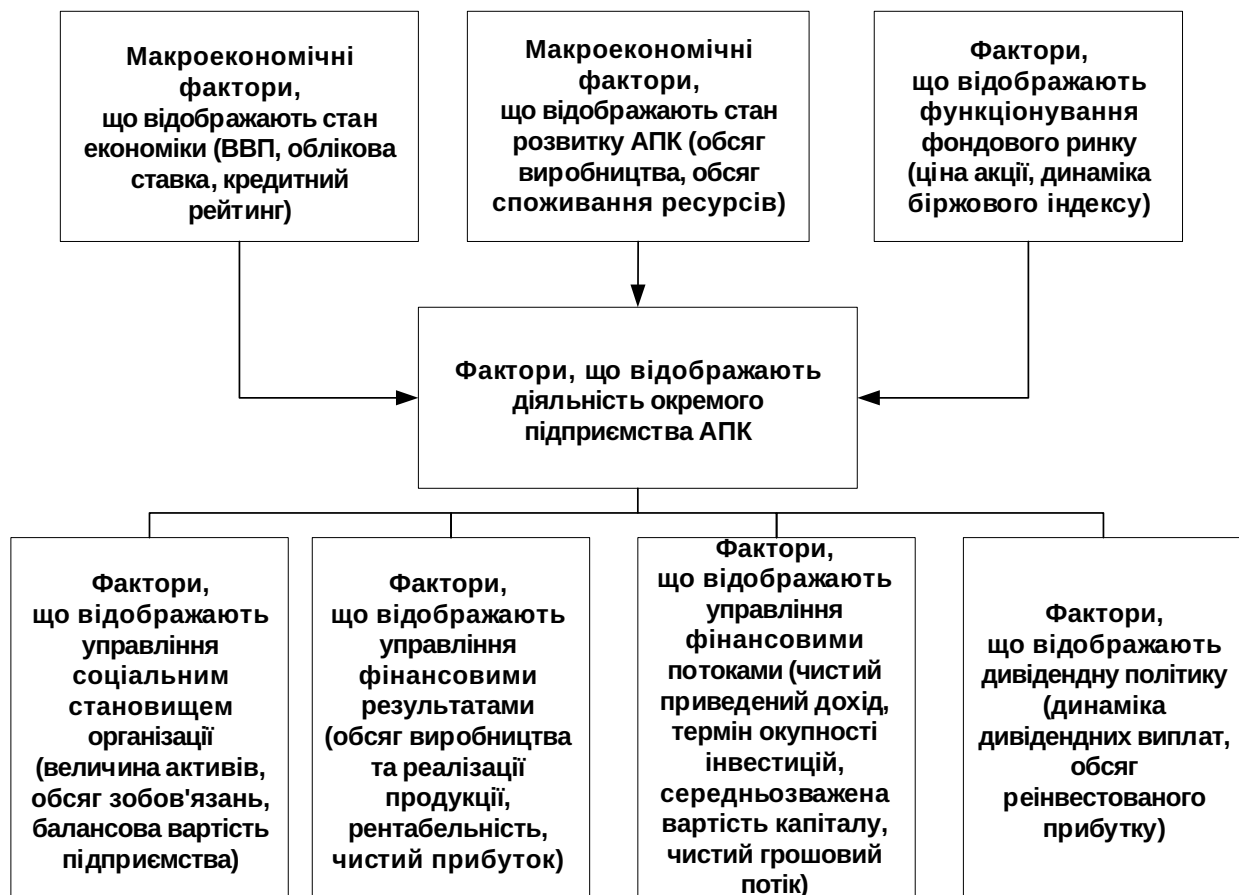 Макроекономічні
фактори,
що відображають стан
економіки (ВВП, облікова
ставка, кредитний
рейтинг)
Макроекономічні
фактори,
що відображають стан
розвитку АПК (обсяг
виробництва, обсяг
споживання ресурсів)
Фактори,
що відображають
функціонування
фондового ринку
(ціна акції, динаміка
біржового індексу)
Фактори, що відображають
діяльність окремого
підприємства АПК
Фактори,
що відображають
управління
соціальним
становищем
організації
(величина активів,
обсяг зобов'язань,
балансова вартість
підприємства)
Фактори,
що відображають
управління
фінансовими
результатами
(обсяг виробництва
та реалізації
продукції,
рентабельність,
чистий прибуток)
Фактори,
що відображають
управління
фінансовими
потоками (чистий
приведений дохід,
термін окупності
інвестицій,
середньозважена
вартість капіталу,
чистий грошовий
потік)
Фактори,
що відображають
дивідендну політику
(динаміка
дивідендних виплат,
обсяг
реінвестованого
прибутку)